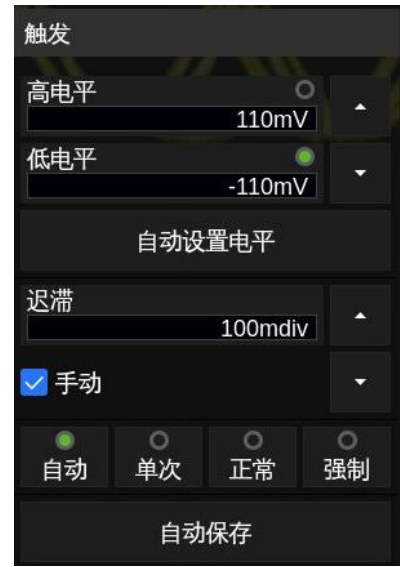 触发
高电平
110mV
低电平
-110mV
自动设置电平
迟滞
100mdiv
手动
自动 单次 正常 强制
自动保存